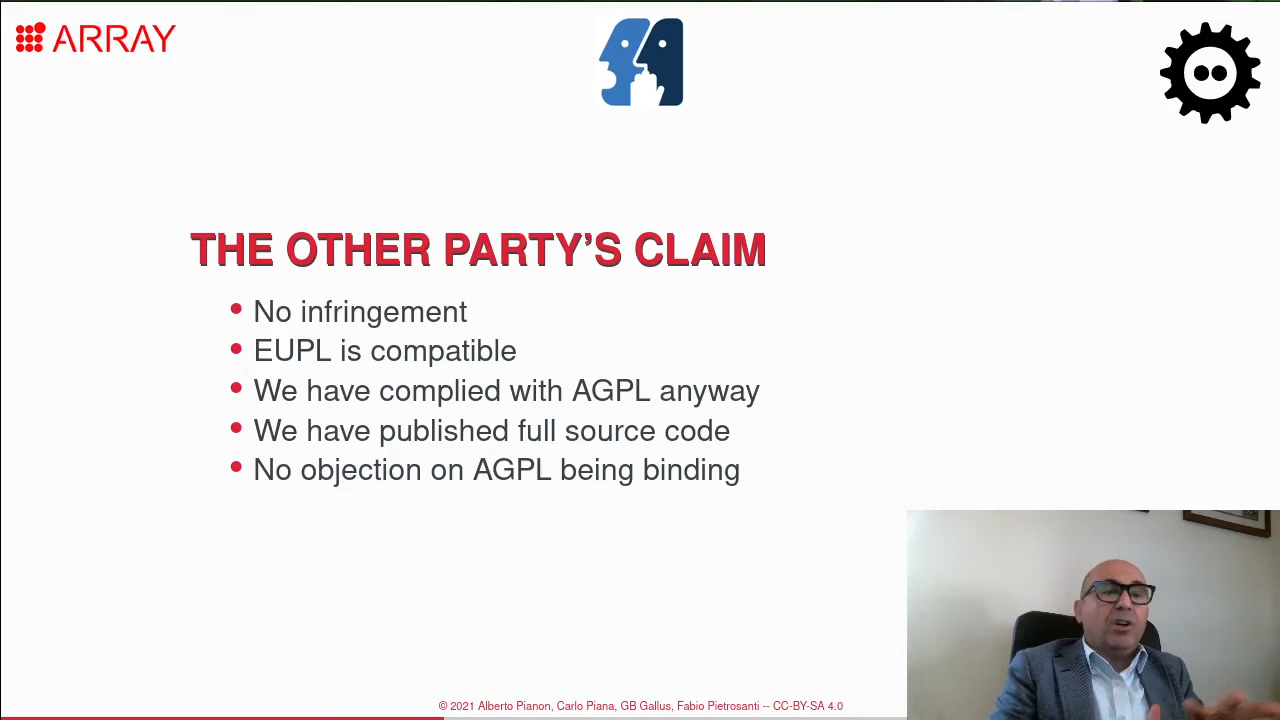 ARRAY
THE OTHER PARTY’S CLAIM
• No infringement
• EUPL is compatible
• We have complied with AGPL anyway
• We have published full source code
• No objection on AGPL being binding
© 2021 Alberto Pianon, Carlo Piana, GB Gallus, Fabio Pietrosanti -- CC-BY-SA 4.0